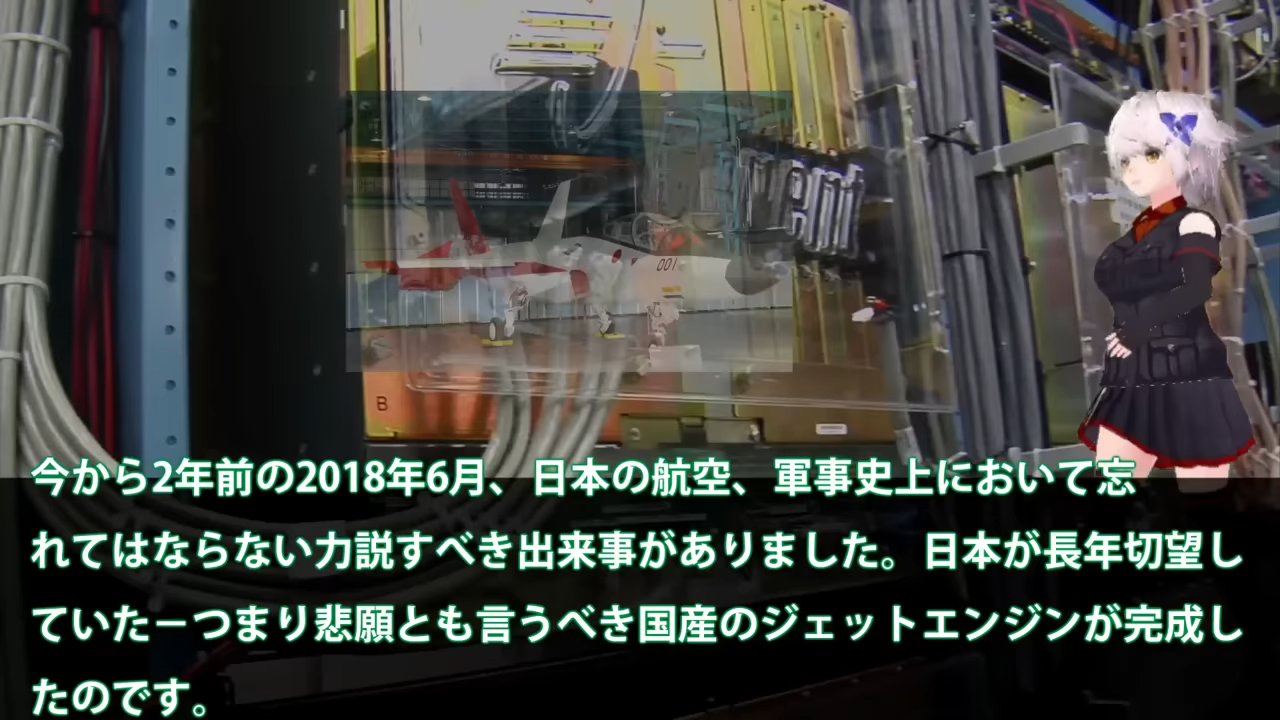 001
B
今から2年前の2018年6月、日本の航空、軍事史上において忘
れてはならない力説すべき出来事がありました。日本が長年切望し
ていた－つまり悲願とも言うべき国産のジェットエンジンが完成し
たのです。